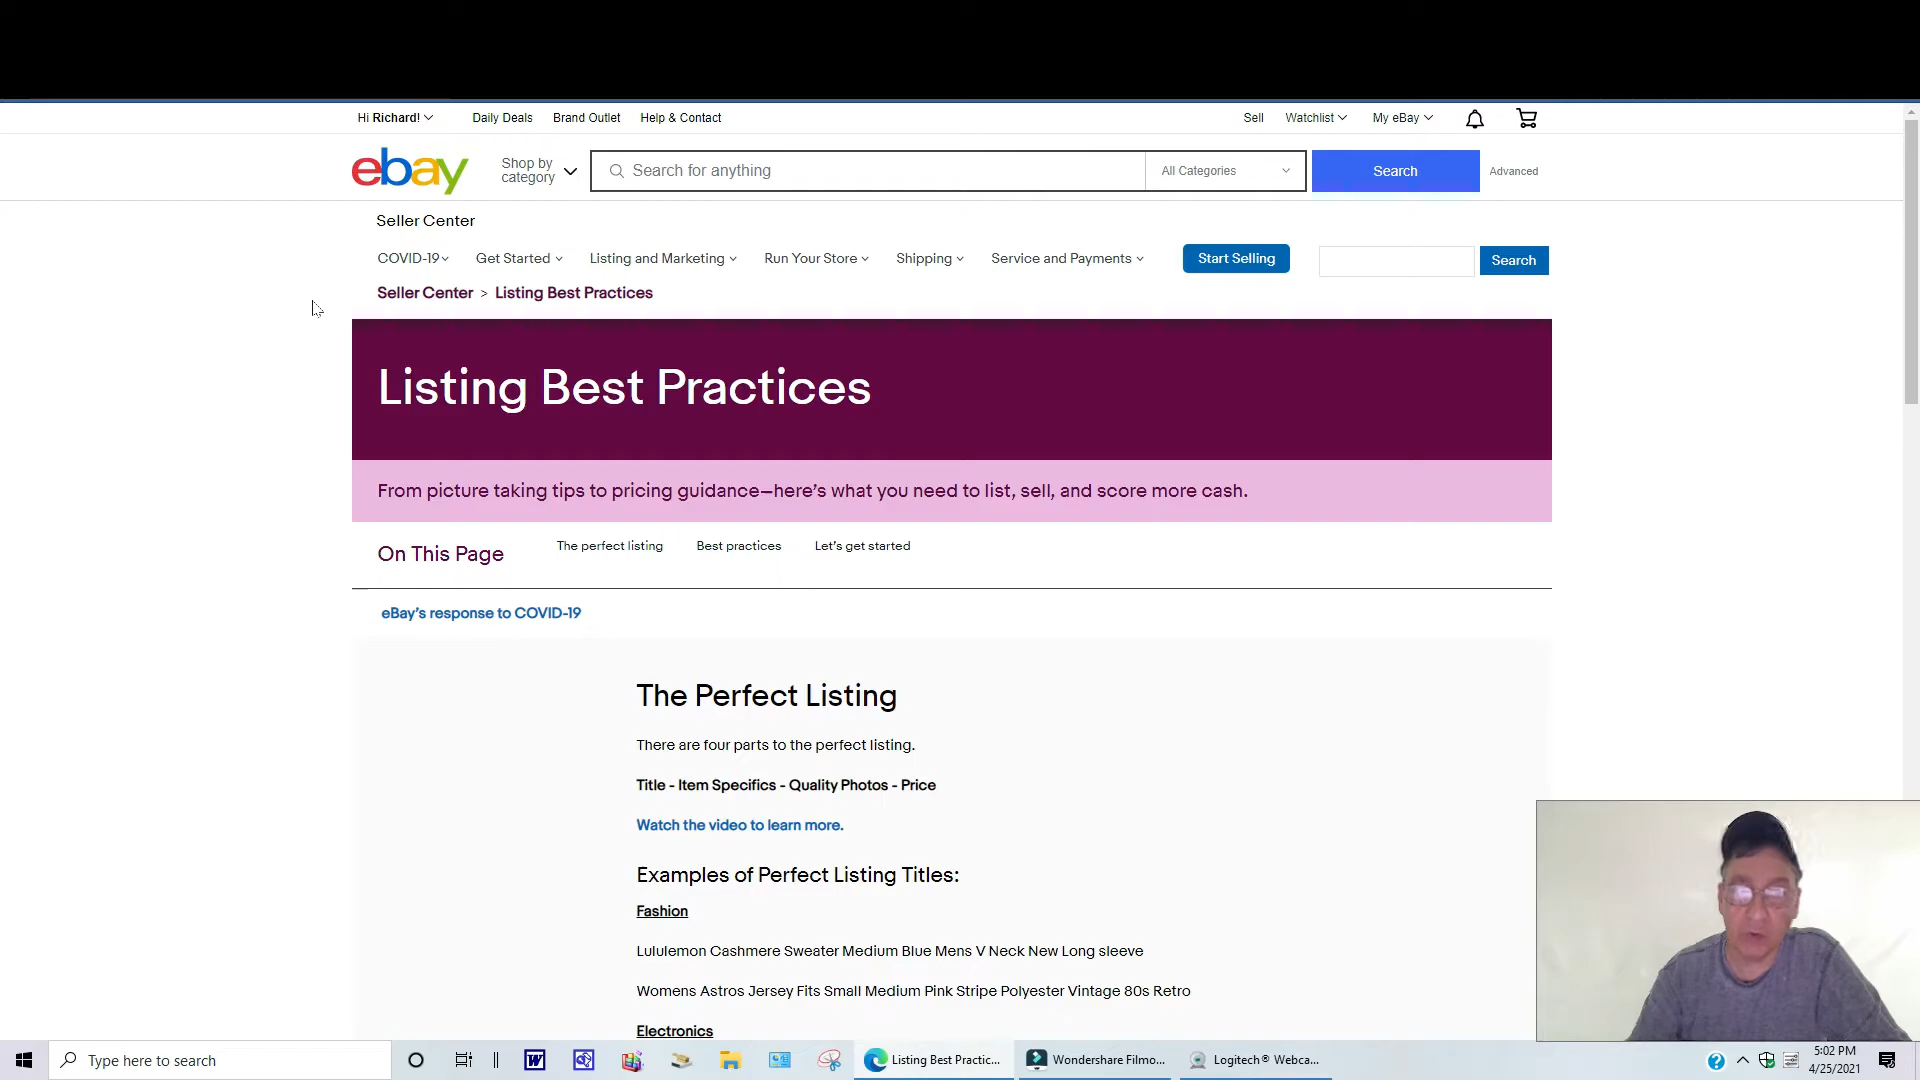 Hi Richard!
Daily Deals
Brand Outlet
Help & Contact
Sell
Watchlist
My eBay
ebay
Shop by
category
Search for anything
All Categories
Search
Advanced
Seller Center
COVID-19
Get Started
Listing and Marketing
Run Your Store
Shipping
Service and Payments
Start Selling
Search
Seller Center > Listing Best Practices
Listing Best Practices
From picture taking tips to pricing guidance—here's what you need to list, sell, and score more cash.
On This Page
The perfect listing
Best practices
Let's get started
eBay's response to COVID-19
The Perfect Listing
There are four parts to the perfect listing.
Title - Item Specifics - Quality Photos - Price
Watch the video to learn more.
Examples of Perfect Listing Titles:
Fashion
Lululemon Cashmere Sweater Medium Blue Mens V Neck New Long sleeve
Womens Astros Jersey Fits Small Medium Pink Stripe Polyester Vintage 80s Retro
Electronics
Type here to search
W
Listing Best Practic...
Wondershare Filmo...
Logitech® Webca...
5:02 PM
4/25/2021